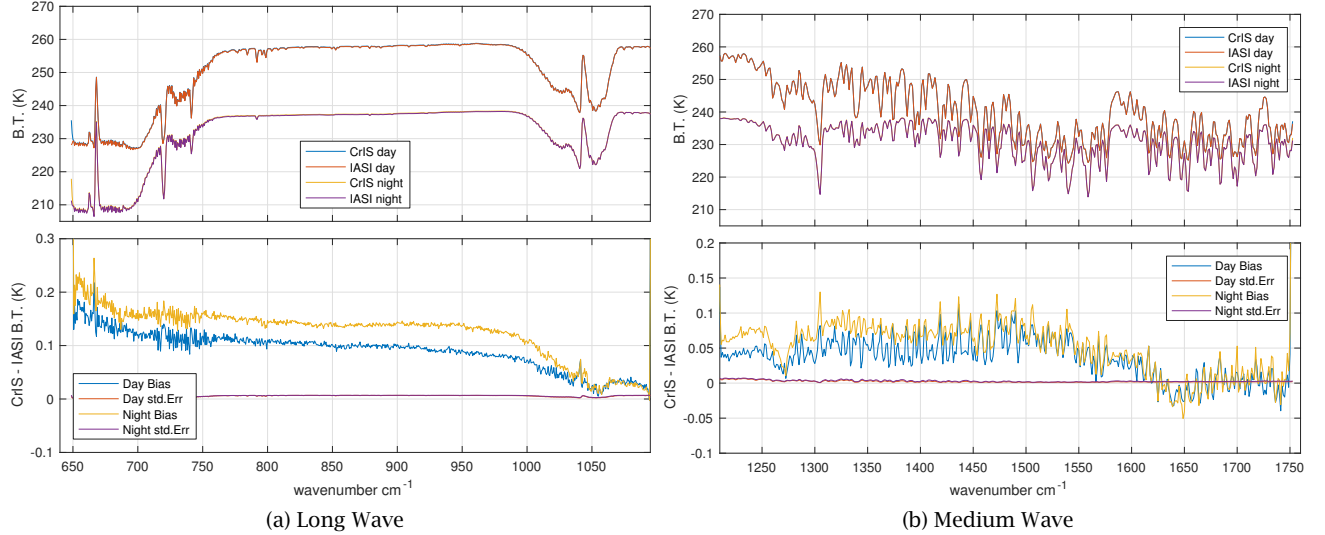 270
260
250
240
230
220
210
B.T. (K)
CrIS day
IASI day
CrIS night
IASI night
0.3
0.2
0.1
0
-0.1
CrIS - IASI B.T. (K)
Day Bias
Day std.Err
Night Bias
Night std.Err
650 700 750 800 850 900 950 1000 1050
wavenumber cm-1
(a) Long Wave
270
260
250
240
230
220
210
B.T. (K)
CrIS day
IASI day
CrIS night
IASI night
0.2
0.15
0.1
0.05
0
-0.05
-0.1
CrIS - IASI B.T. (K)
Day Bias
Day std.Err
Night Bias
Night std.Err
1250 1300 1350 1400 1450 1500 1550 1600 1650 1700 1750
wavenumber cm-1
(b) Medium Wave